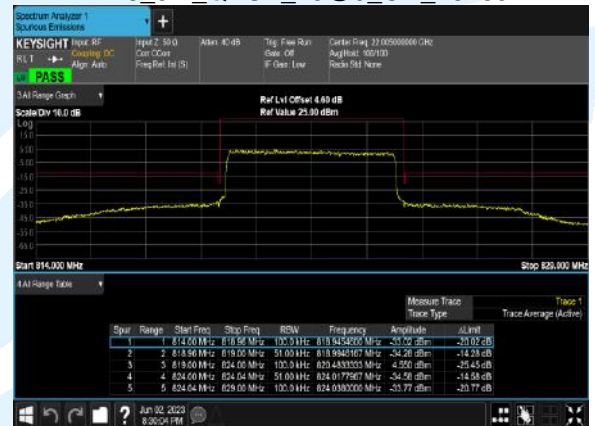 Spectrum Analyzer 1
Spurious Emissions
KEYSIGHT Input: RF
Coupling: DC
Align: Auto
Input Z: 50 Ω
Corr CCorr
Freq Ref: Int (S)
Atten: 40 dB
Trig: Free Run
Gate: Off
IF Gain: Low
Center Freq: 22.005000000 GHz
Avg|Hold: 100/100
Radio Std: None
RLT
PASS
3 All Range Graph
Scale/Div 10.0 dB
Ref Lvl Offset 4.60 dB
Ref Value 25.00 dBm
Log
15.0
5.00
-5.00
-15.0
-25.0
-35.0
-45.0
-55.0
-65.0
Start 814.000 MHz
Stop 829.000 MHz
4 All Range Table
Measure Trace Trace 1
Trace Type Trace Average (Active)
Spur Range Start Freq Stop Freq RBW Frequency Amplitude ΔLimit
1 1 814.00 MHz 818.96 MHz 100.0 kHz 818.9454600 MHz -33.02 dBm -20.02 dB
2 2 818.96 MHz 819.00 MHz 51.00 kHz 818.9946167 MHz -34.28 dBm -14.28 dB
3 3 819.00 MHz 824.00 MHz 100.0 kHz 820.4833333 MHz 4.550 dBm -25.45 dB
4 4 824.00 MHz 824.04 MHz 51.00 kHz 824.0177967 MHz -34.58 dBm -14.58 dB
5 5 824.04 MHz 829.00 MHz 100.0 kHz 824.0380000 MHz -33.77 dBm -20.77 dB
Jun 02, 2023
8:30:04 PM